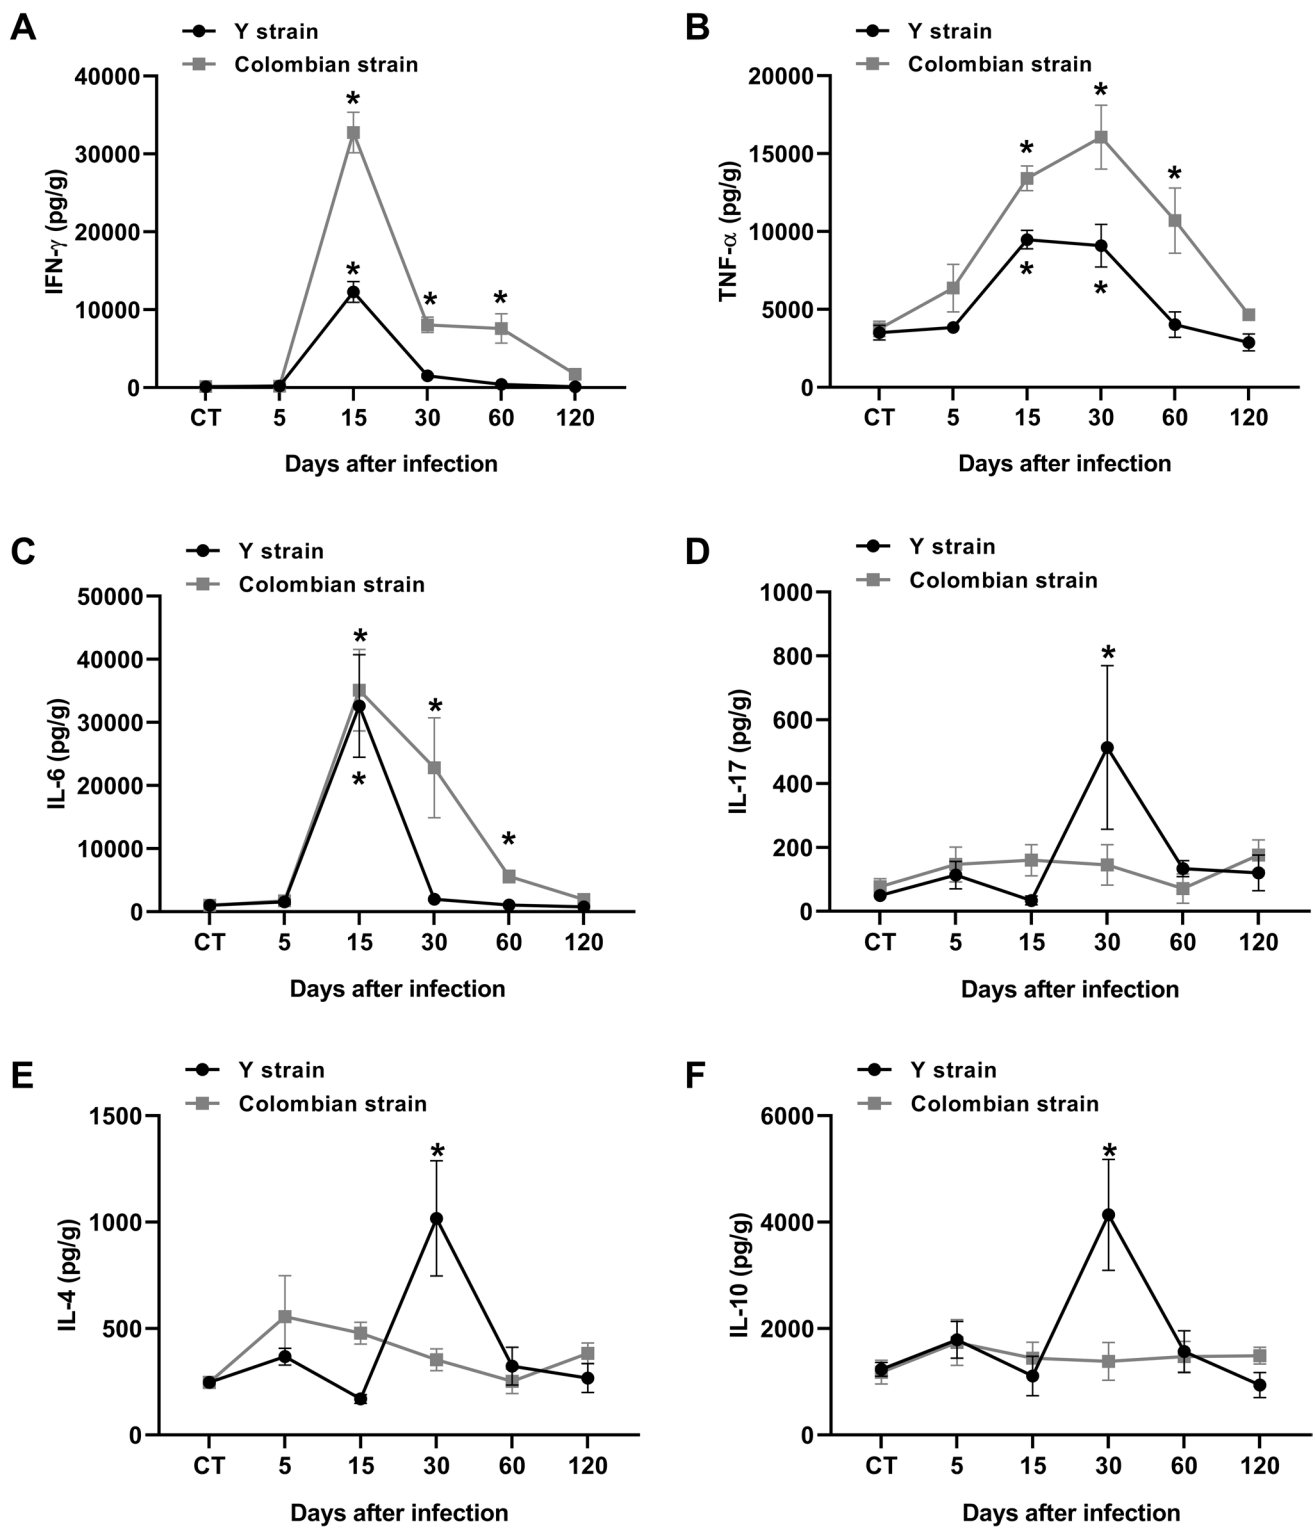 A
Y strain
Colombian strain
IFN-γ (pg/g)
40000
30000
20000
10000
0
*
*
*
*
CT 5 15 30 60 120
Days after infection
B
Y strain
Colombian strain
TNF-α (pg/g)
20000
15000
10000
5000
0
*
*
*
*
*
CT 5 15 30 60 120
Days after infection
C
Y strain
Colombian strain
IL-6 (pg/g)
50000
40000
30000
20000
10000
0
*
*
*
*
CT 5 15 30 60 120
Days after infection
D
Y strain
Colombian strain
IL-17 (pg/g)
1000
800
600
400
200
0
*
CT 5 15 30 60 120
Days after infection
E
Y strain
Colombian strain
IL-4 (pg/g)
1500
1000
500
0
*
CT 5 15 30 60 120
Days after infection
F
Y strain
Colombian strain
IL-10 (pg/g)
6000
4000
2000
0
*
CT 5 15 30 60 120
Days after infection